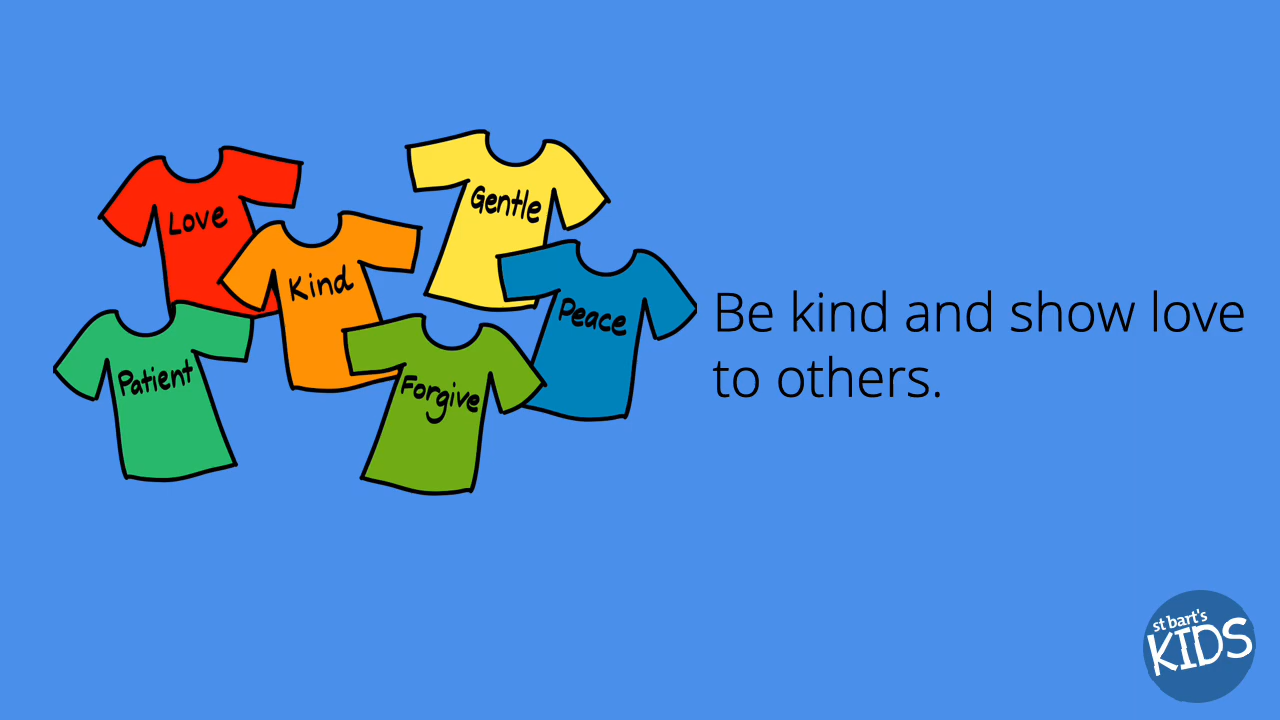 Love
Gentle
Kind
Peace
Patient
Forgive
Be kind and show love
to others.
st bart's
KIDS